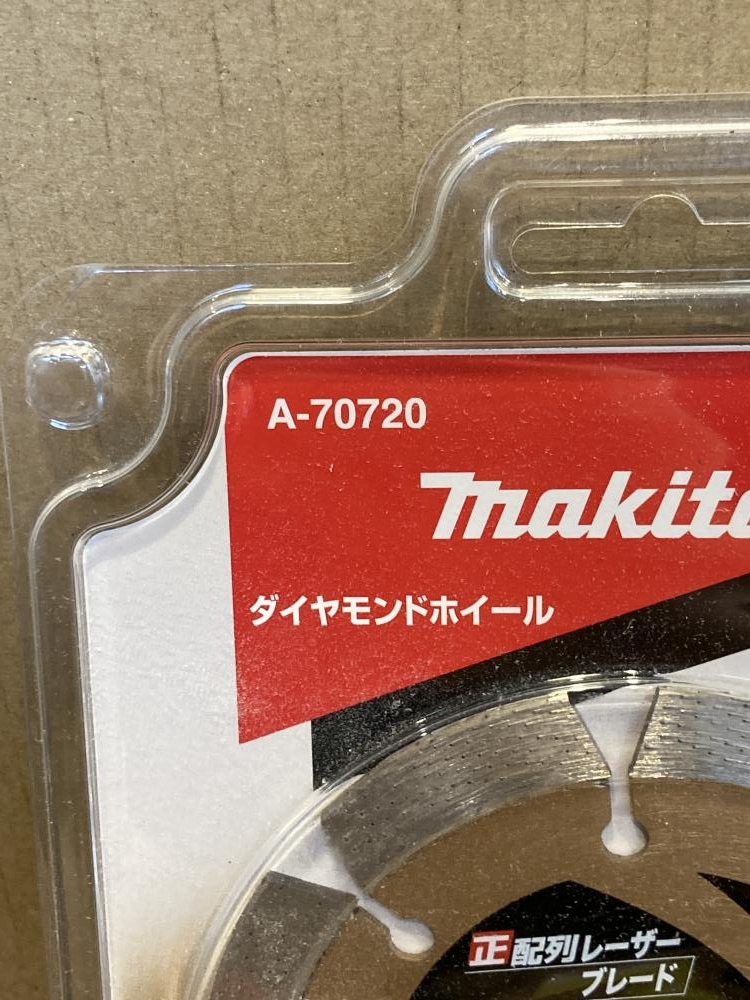 A-70720
makita
ダイヤモンドホイール
正配列レーザー
ブレード